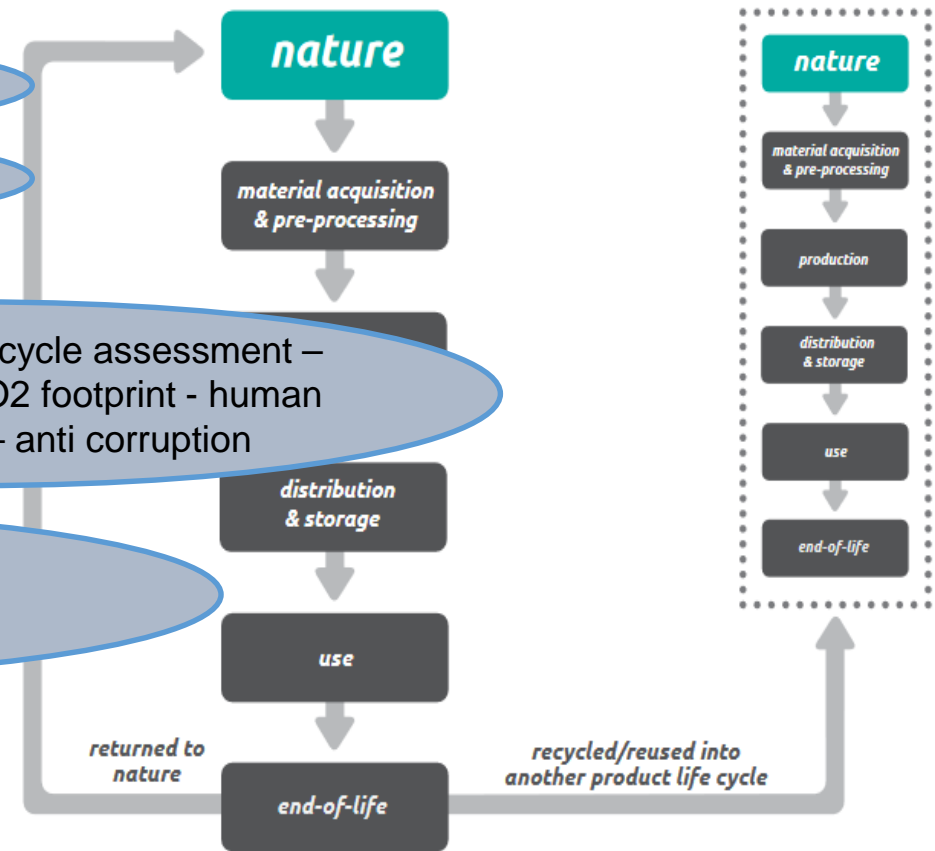 nature
material acquisition
& pre-processing
cycle assessment –
footprint - human
anti corruption
distribution
& storage
use
returned to
nature
end-of-life
recycled/reused into
another product life cycle
nature
material acquisition
& pre-processing
production
distribution
& storage
use
end-of-life